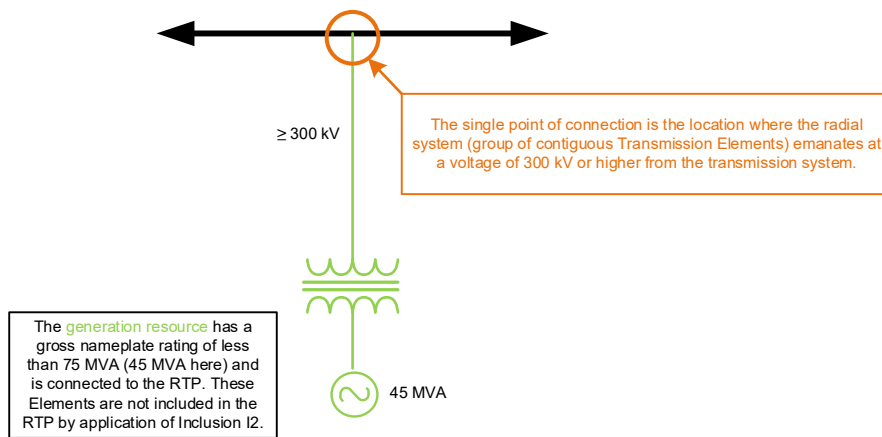 ≥ 300 kV
The single point of connection is the location where the radial
system (group of contiguous Transmission Elements) emanates at
a voltage of 300 kV or higher from the transmission system.
The generation resource has a
gross nameplate rating of less
than 75 MVA (45 MVA here) and
is connected to the RTP. These
Elements are not included in the
RTP by application of Inclusion I2.
45 MVA